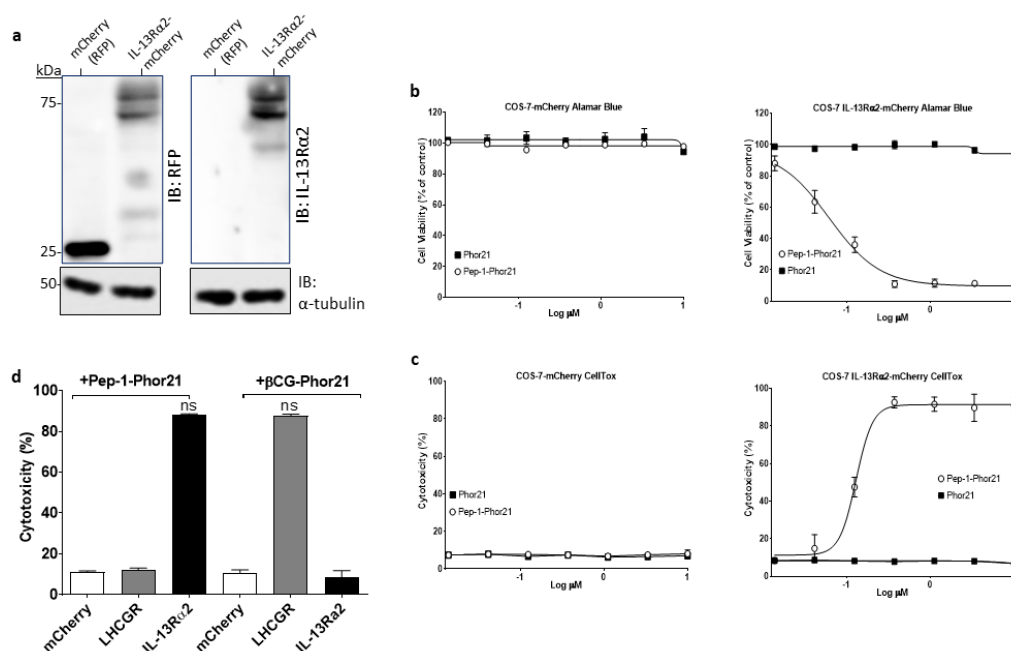 a
mCherry
(RFP)
IL-13Rα2-
mCherry
mCherry
(RFP)
IL-13Rα2-
mCherry
kDa
75-
25-
50-
IB: RFP
IB: IL-13Rα2
IB:
α-tubulin
b
COS-7-mCherry Alamar Blue
Cell Viability (% of control)
120
100
80
60
40
20
0
Phor21
Pep-1-Phor21
-1
0
1
Log µM
COS-7 IL-13Rα2-mCherry Alamar Blue
Cell Viability (% of control)
120
100
80
60
40
20
0
Pep-1-Phor21
Phor21
-1
0
Log µM
c
COS-7-mCherry CellTox
Cytotoxicity (%)
100
80
60
40
20
0
Phor21
Pep-1-Phor21
-1
0
1
Log µM
COS-7 IL-13Rα2-mCherry CellTox
Cytotoxicity (%)
100
80
60
40
20
0
Pep-1-Phor21
Phor21
-1
0
Log µM
d
+Pep-1-Phor21
+βCG-Phor21
ns
ns
Cytotoxicity (%)
100
80
60
40
20
0
mCherry
LHCGR
IL-13Rα2
mCherry
LHCGR
IL-13Ra2